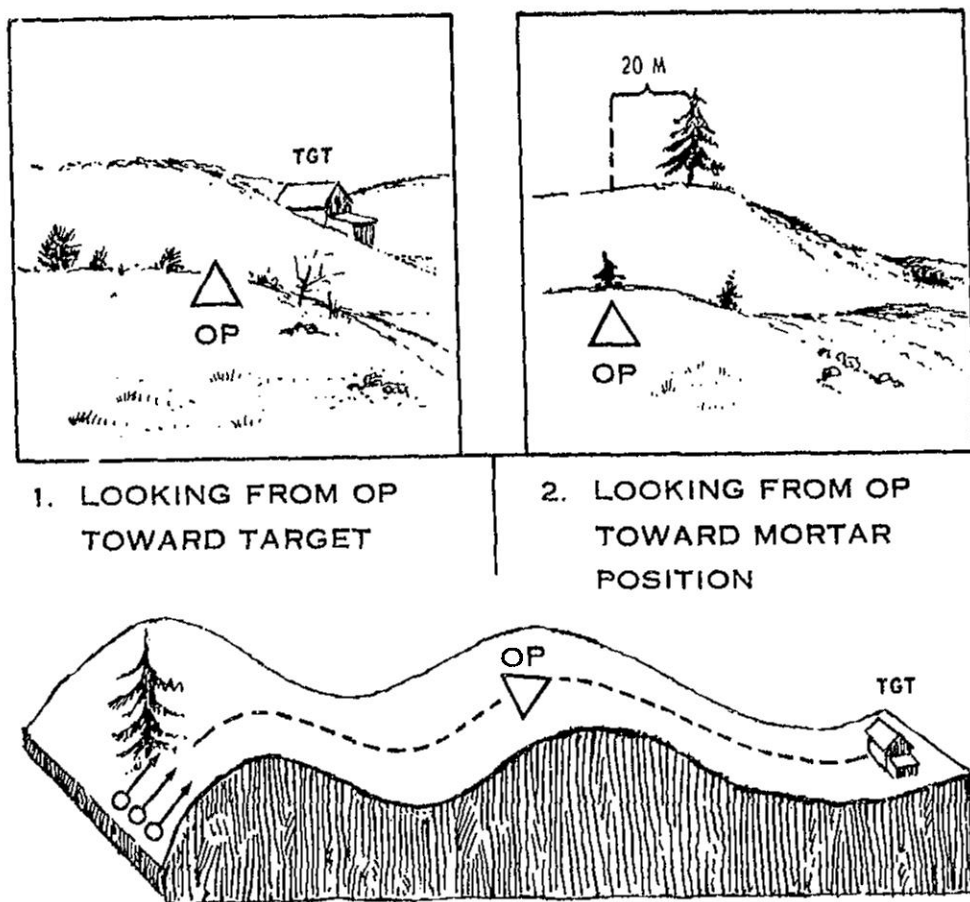 TGT
OP
20 M
OP
1. LOOKING FROM OP
TOWARD TARGET
2. LOOKING FROM OP
TOWARD MORTAR
POSITION
OP
TGT